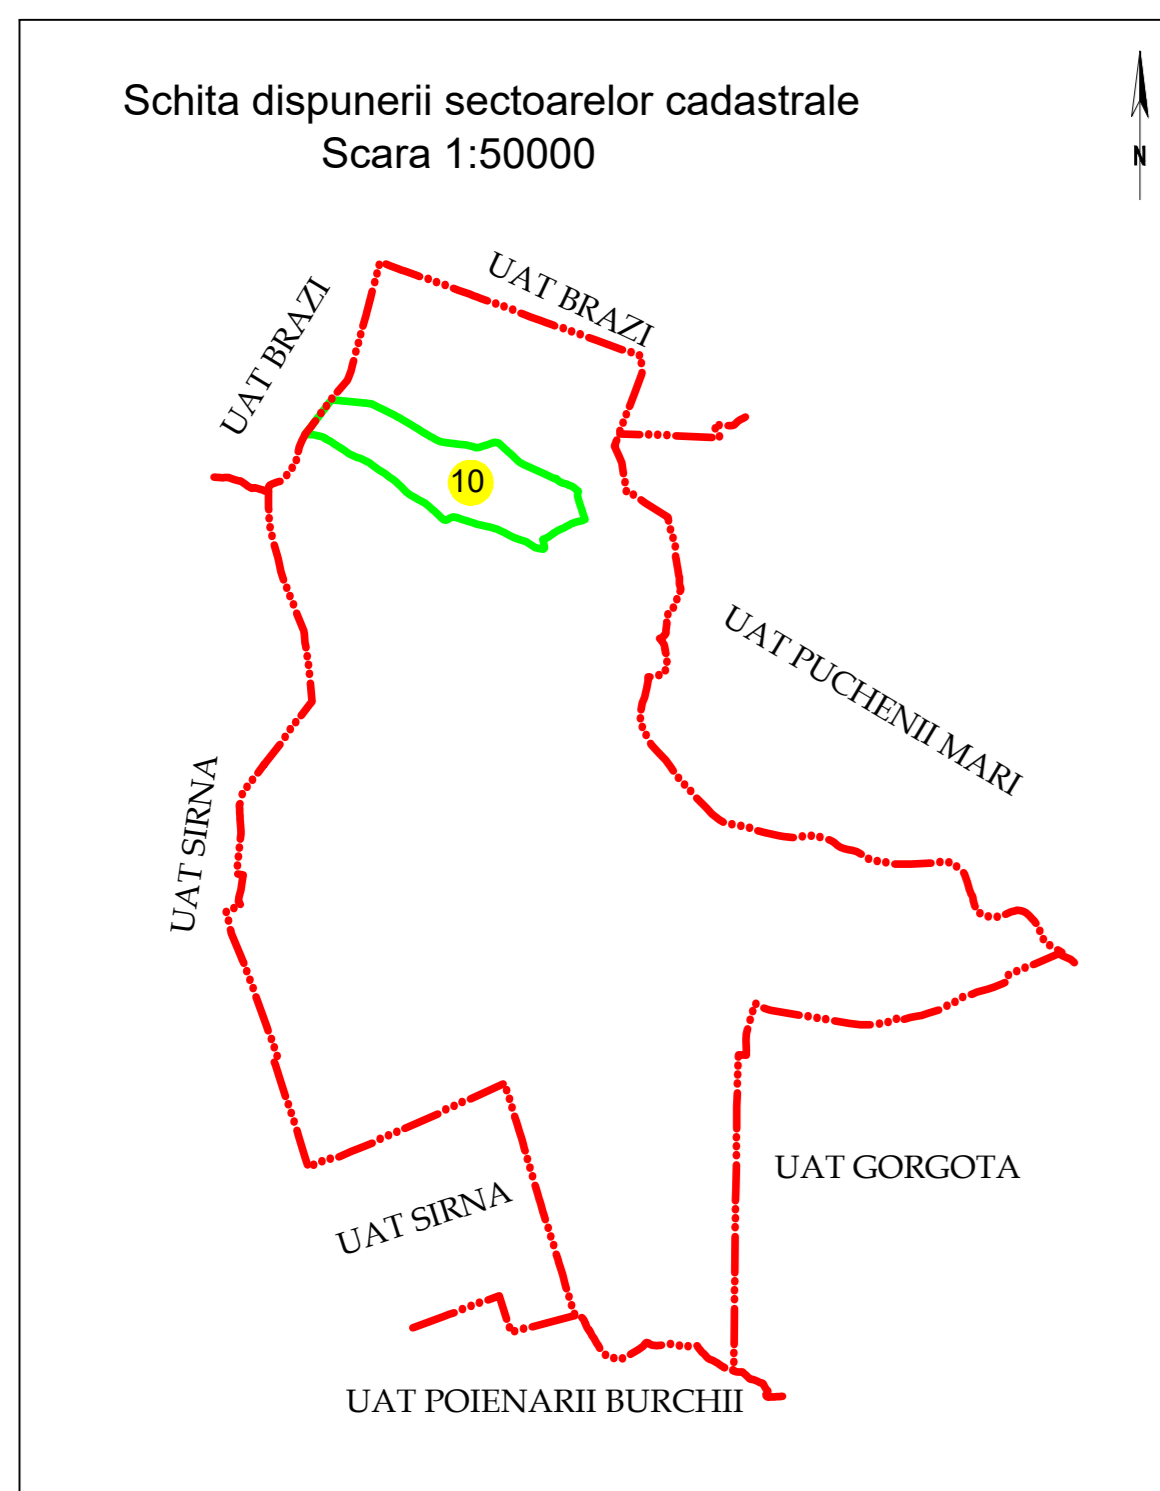 Schita dispunerii sectoarelor cadastrale
Scara 1:50000
N
UAT BRAZI
UAT BRAZI
10
UAT PUCHENII MARI
UAT SIRNA
UAT GORGOTA
UAT SIRNA
UAT POIENARII BURCHII